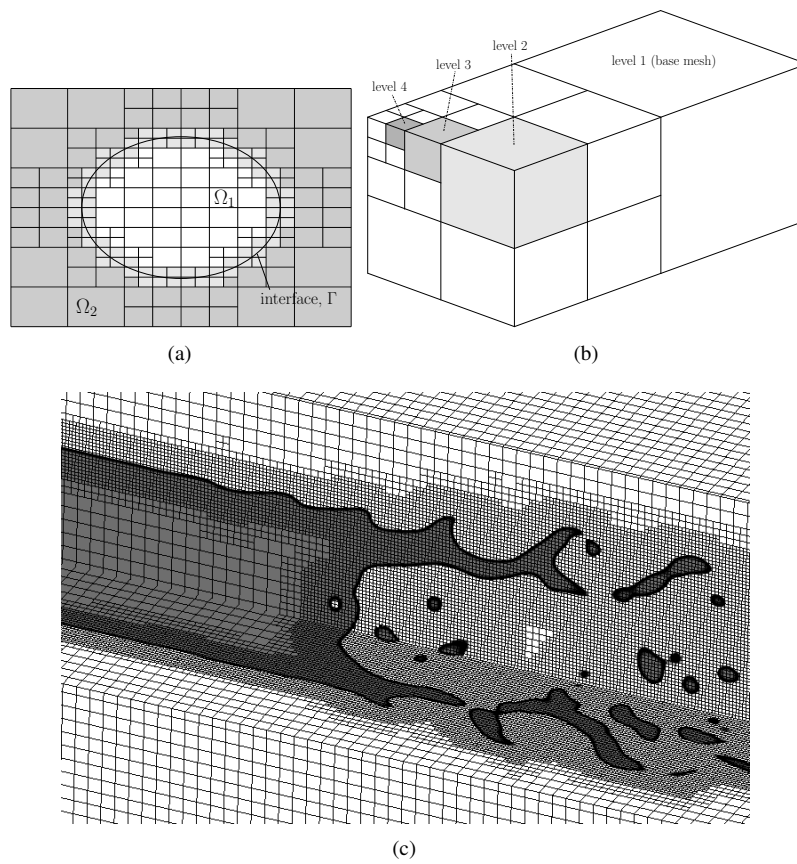 level 2
level 3
level 4
level 1 (base mesh)
Ω₁
Ω₂
interface, Γ
(a)
(b)
(c)